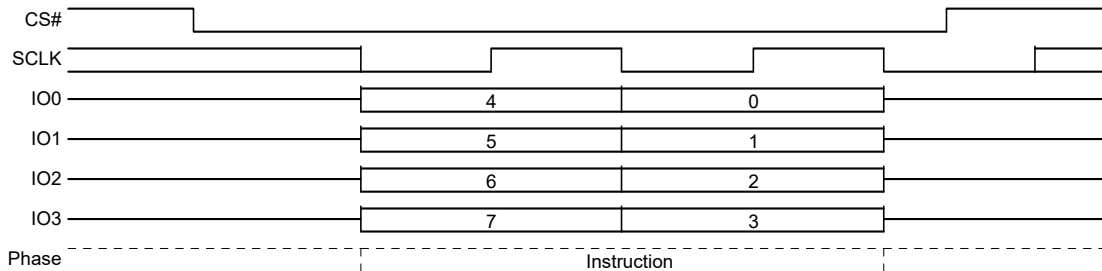 CS#
SCLK
IO0 4 0
IO1 5 1
IO2 6 2
IO3 7 3
Phase Instruction